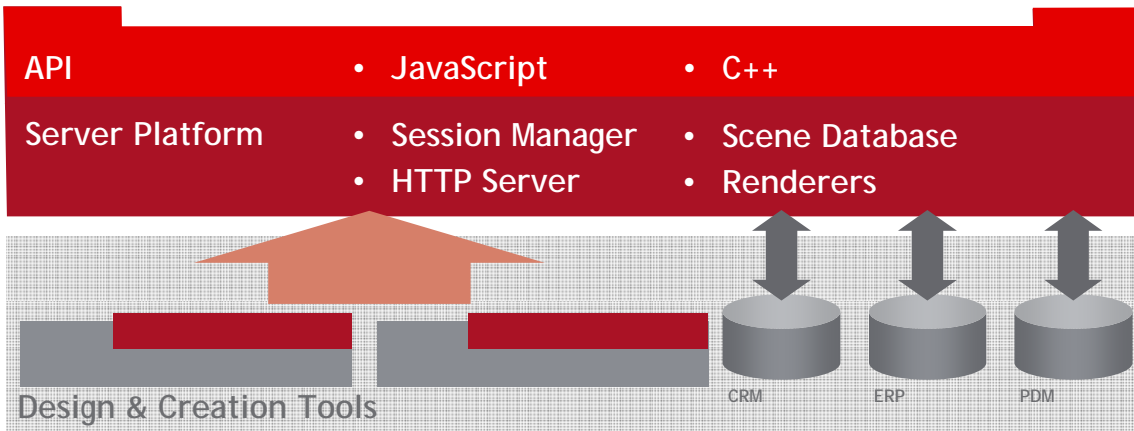 API • JavaScript • C++
Server Platform • Session Manager • Scene Database
• HTTP Server • Renderers
CRM ERP PDM
Design & Creation Tools